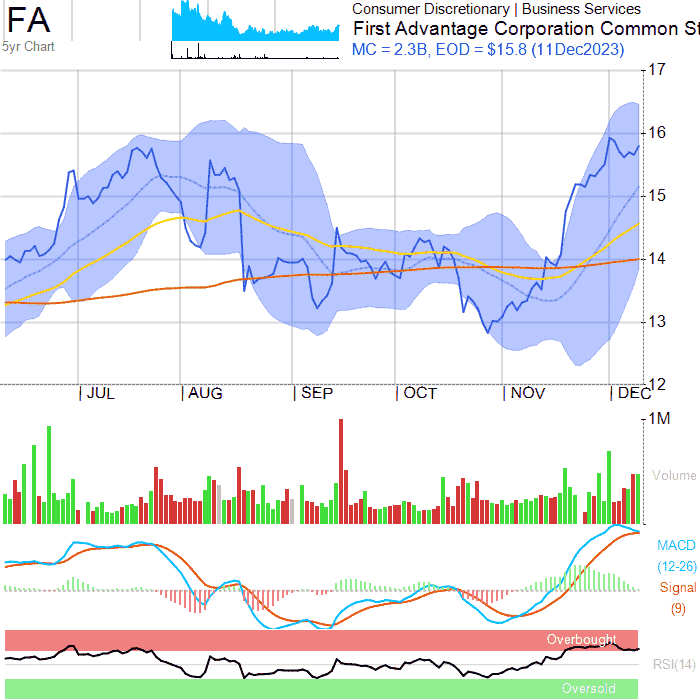 FA
5yr Chart
Consumer Discretionary | Business Services
First Advantage Corporation Common St
MC = 2.3B, EOD = $15.8 (11Dec2023)
17
16
15
14
13
12
| JUL | AUG | SEP | OCT | NOV | DEC
1M
Volume
MACD
(12-26)
Signal
(9)
Overbought
RSI(14)
Oversold